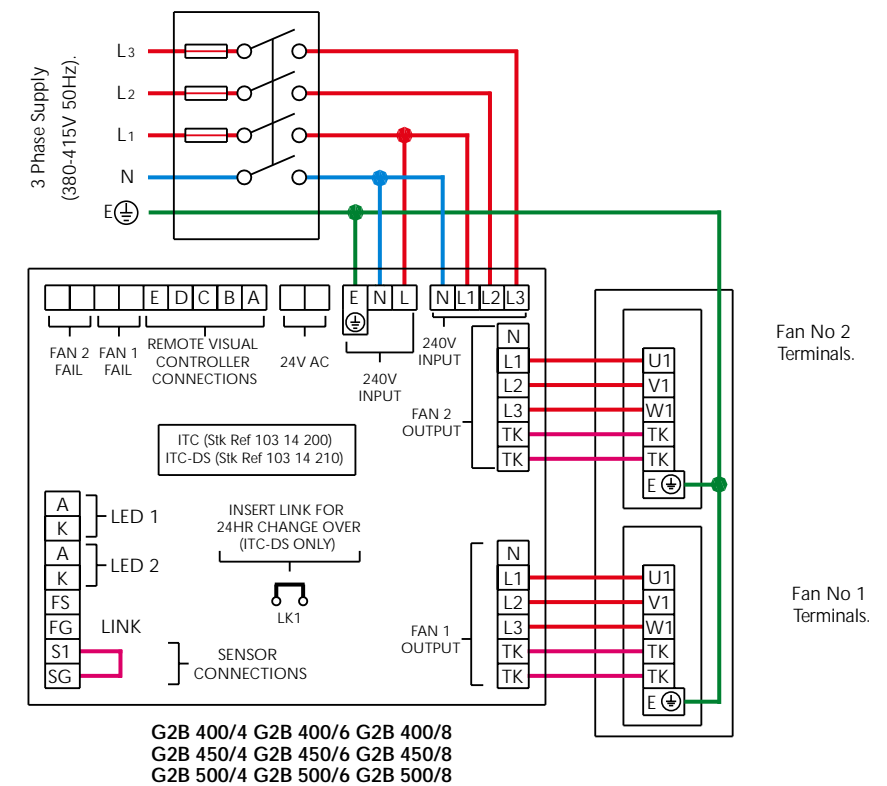 3 Phase Supply
(380-415V 50Hz).
L3
L2
L1
N
E
E D C B A
E N L
N L1 L2 L3
FAN 2
FAIL
FAN 1
FAIL
REMOTE VISUAL
CONTROLLER
CONNECTIONS
24V AC
240V
INPUT
240V
INPUT
N
L1
L2
L3
TK
TK
FAN 2
OUTPUT
U1
V1
W1
TK
TK
E
Fan No 2
Terminals.
ITC (Stk Ref 103 14 200)
ITC-DS (Stk Ref 103 14 210)
A
K
LED 1
A
K
LED 2
FS
FG
LINK
S1
SG
SENSOR
CONNECTIONS
INSERT LINK FOR
24HR CHANGE OVER
(ITC-DS ONLY)
LK1
N
L1
L2
L3
TK
TK
FAN 1
OUTPUT
U1
V1
W1
TK
TK
E
Fan No 1
Terminals.
G2B 400/4 G2B 400/6 G2B 400/8
G2B 450/4 G2B 450/6 G2B 450/8
G2B 500/4 G2B 500/6 G2B 500/8